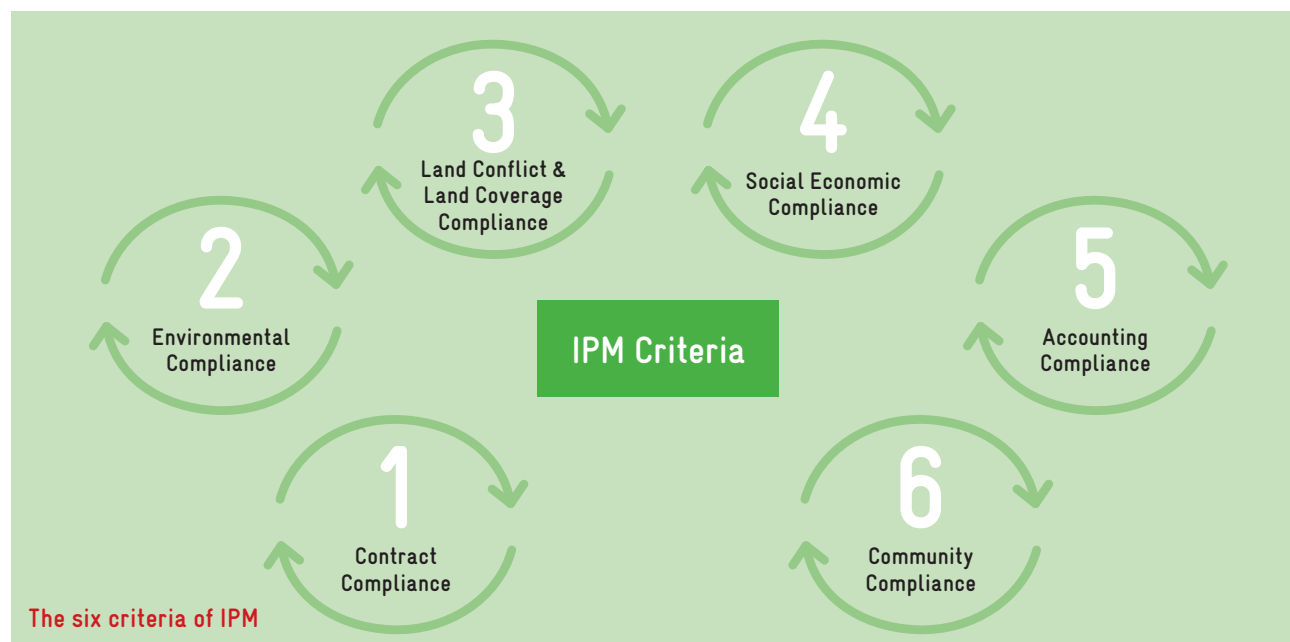 3
Land Conflict &
Land Coverage
Compliance
4
Social Economic
Compliance
2
Environmental
Compliance
IPM Criteria
5
Accounting
Compliance
1
Contract
Compliance
6
Community
Compliance
The six criteria of IPM